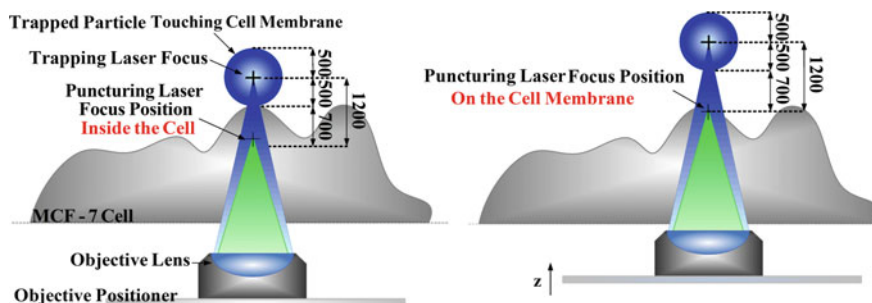 Trapped Particle Touching Cell Membrane
Trapping Laser Focus
Puncturing Laser
Focus Position
Inside the Cell
500
500
700
1200
MCF - 7 Cell
Objective Lens
Objective Positioner
Puncturing Laser Focus Position
On the Cell Membrane
500
500
700
1200
z